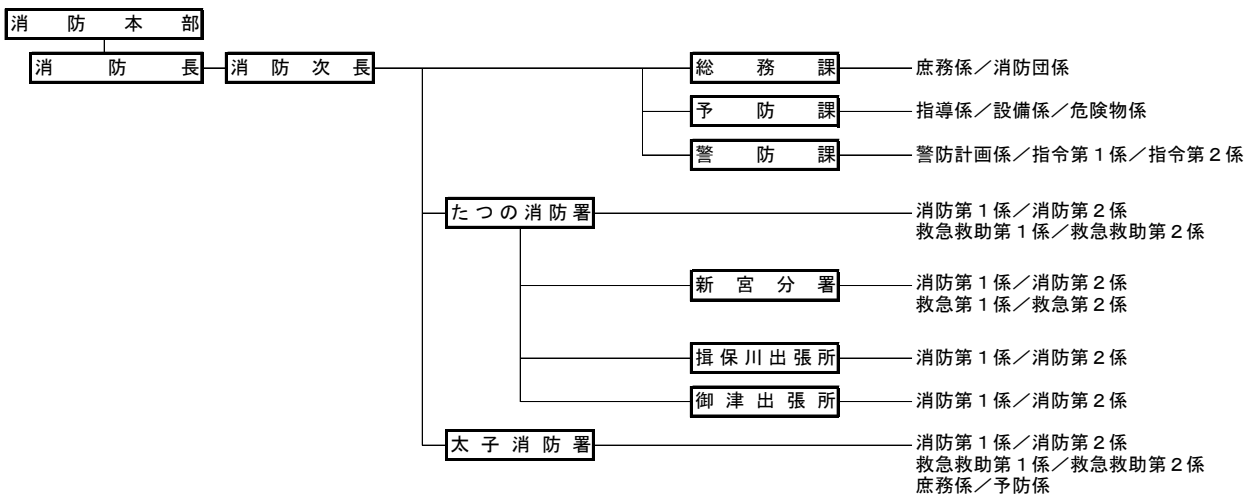 消防本部
消防長 消防次長 総務課 庶務係／消防団係
予防課 指導係／設備係／危険物係
警防課 警防計画係／指令第１係／指令第２係
たつの消防署 消防第１係／消防第２係
救急救助第１係／救急救助第２係
新宮分署 消防第１係／消防第２係
救急第１係／救急第２係
揖保川出張所 消防第１係／消防第２係
御津出張所 消防第１係／消防第２係
太子消防署 消防第１係／消防第２係
救急救助第１係／救急救助第２係
庶務係／予防係